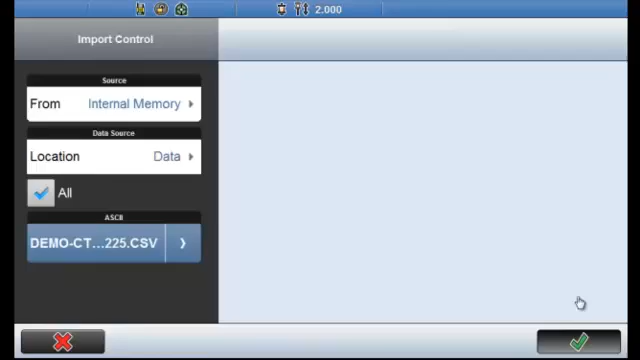 2.000
Import Control
Source
From Internal Memory
Data Source
Location Data
All
ASCII
DEMO-CT...225.CSV